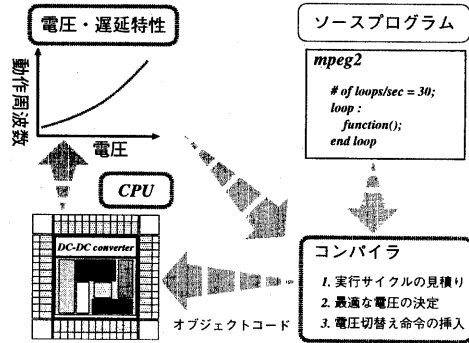 電圧・遅延特性
動作周波数
電圧
ソースプログラム
mpeg2
# of loops/sec = 30;
loop :
function();
end loop
CPU
DC-DC converter
コンパイラ
1. 実行サイクルの見積り
2. 最適な電圧の決定
3. 電圧切替え命令の挿入
オブジェクトコード